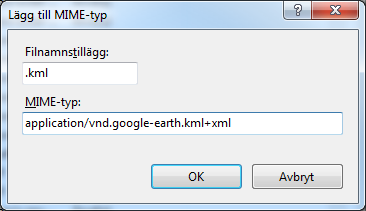 Lägg till MIME-typ
Filnamnstillägg:
.kml
MIME-typ:
application/vnd.google-earth.kml+xml
OK
Avbryt